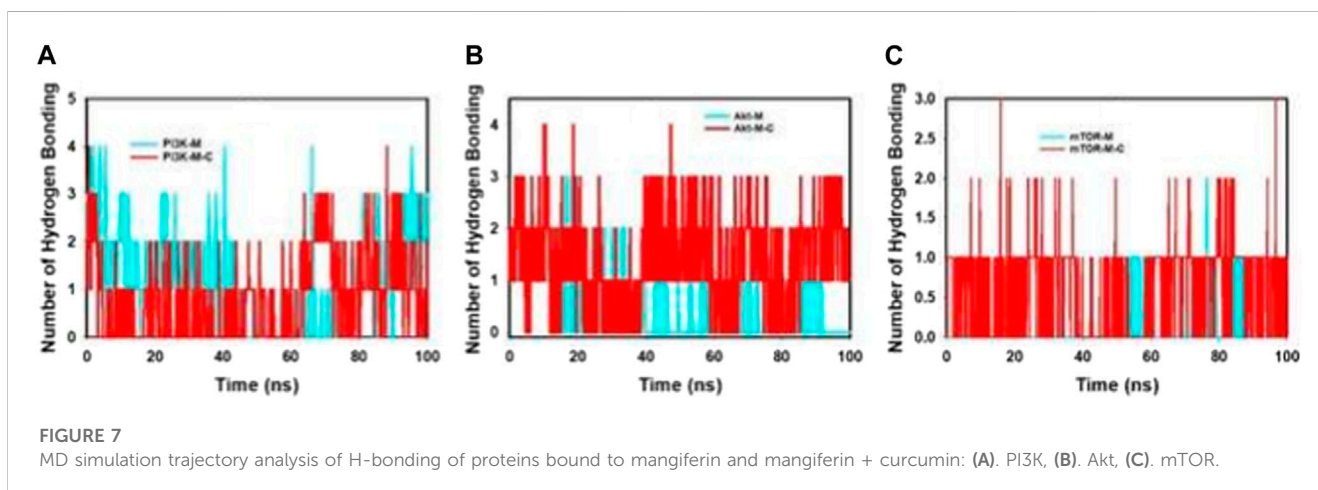 A
B
C
Number of Hydrogen Bonding
5
4
3
2
1
0
PI3K-M
PI3K-M-C
0 20 40 60 80 100
Time (ns)
Number of Hydrogen Bonding
4
3
2
1
0
Akt-M
Akt-M-C
0 20 40 60 80 100
Time (ns)
Number of Hydrogen Bonding
3.0
2.5
2.0
1.5
1.0
0.5
0.0
mTOR-M
mTOR-M-C
0 20 40 60 80 100
Time (ns)
FIGURE 7
MD simulation trajectory analysis of H-bonding of proteins bound to mangiferin and mangiferin + curcumin: (A). PI3K, (B). Akt, (C). mTOR.